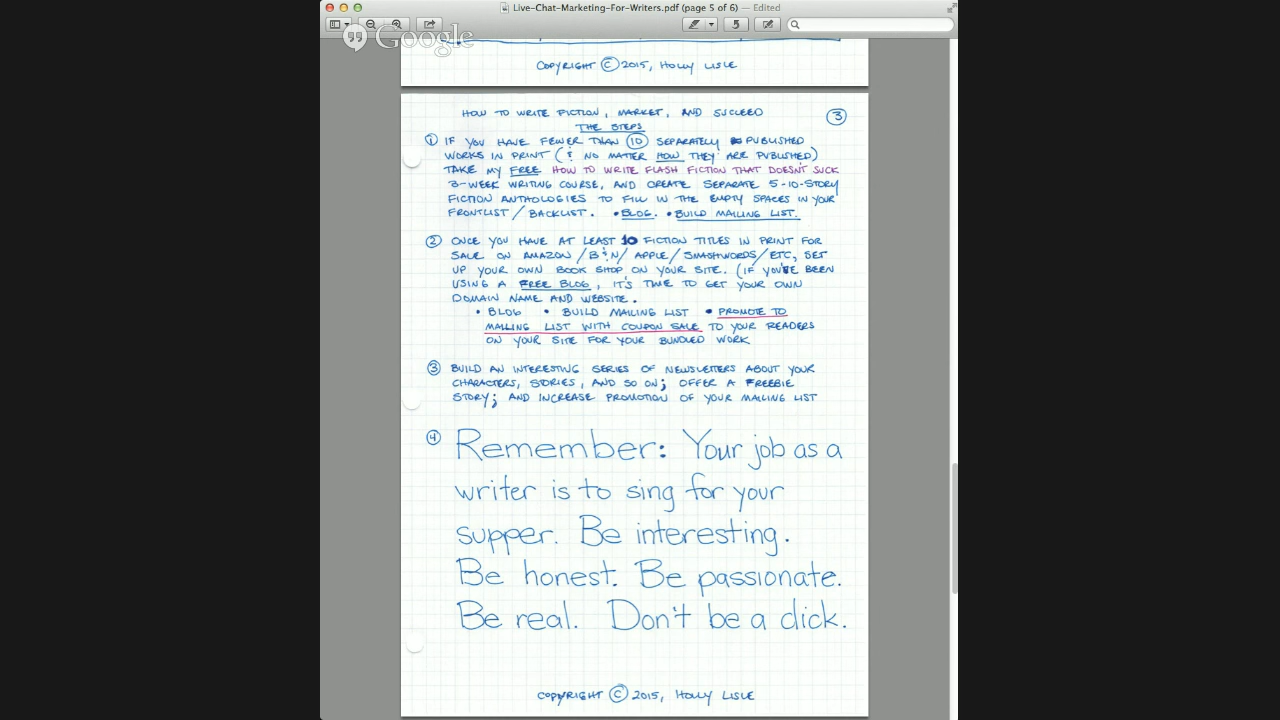 Live-Chat-Marketing-For-Writers.pdf (page 5 of 6) — Edited
Google
COPYRIGHT © 2015, HOLLY LISLE
HOW TO WRITE FICTION, MARKET, AND SUCCEED
3
THE STEPS
1 IF YOU HAVE FEWER THAN 10 SEPARATELY PUBLISHED
WORKS IN PRINT (& NO MATTER HOW THEY ARE PUBLISHED)
TAKE MY FREE HOW TO WRITE FLASH FICTION THAT DOESN'T SUCK
3-WEEK WRITING COURSE, AND CREATE SEPARATE 5-10-STORY
FICTION ANTHOLOGIES TO FILL IN THE EMPTY SPACES IN YOUR
FRONTLIST / BACKLIST. • BLOG. • BUILD MAILING LIST.
2 ONCE YOU HAVE AT LEAST 10 FICTION TITLES IN PRINT FOR
SALE ON AMAZON / B&N / APPLE / SMASHWORDS / ETC, SET
UP YOUR OWN BOOK SHOP ON YOUR SITE. (IF YOU'VE BEEN
USING A FREE BLOG, IT'S TIME TO GET YOUR OWN
DOMAIN NAME AND WEBSITE.
• BLOG • BUILD MAILING LIST • PROMOTE TO
MAILING LIST WITH COUPON SALE TO YOUR READERS
ON YOUR SITE FOR YOUR BUNDLED WORK
3 BUILD AN INTERESTING SERIES OF NEWSLETTERS ABOUT YOUR
CHARACTERS, STORIES, AND SO ON; OFFER A FREEBIE
STORY; AND INCREASE PROMOTION OF YOUR MAILING LIST
4 Remember: Your job as a
writer is to sing for your
supper. Be interesting.
Be honest. Be passionate.
Be real. Don't be a dick.
COPYRIGHT © 2015, HOLLY LISLE